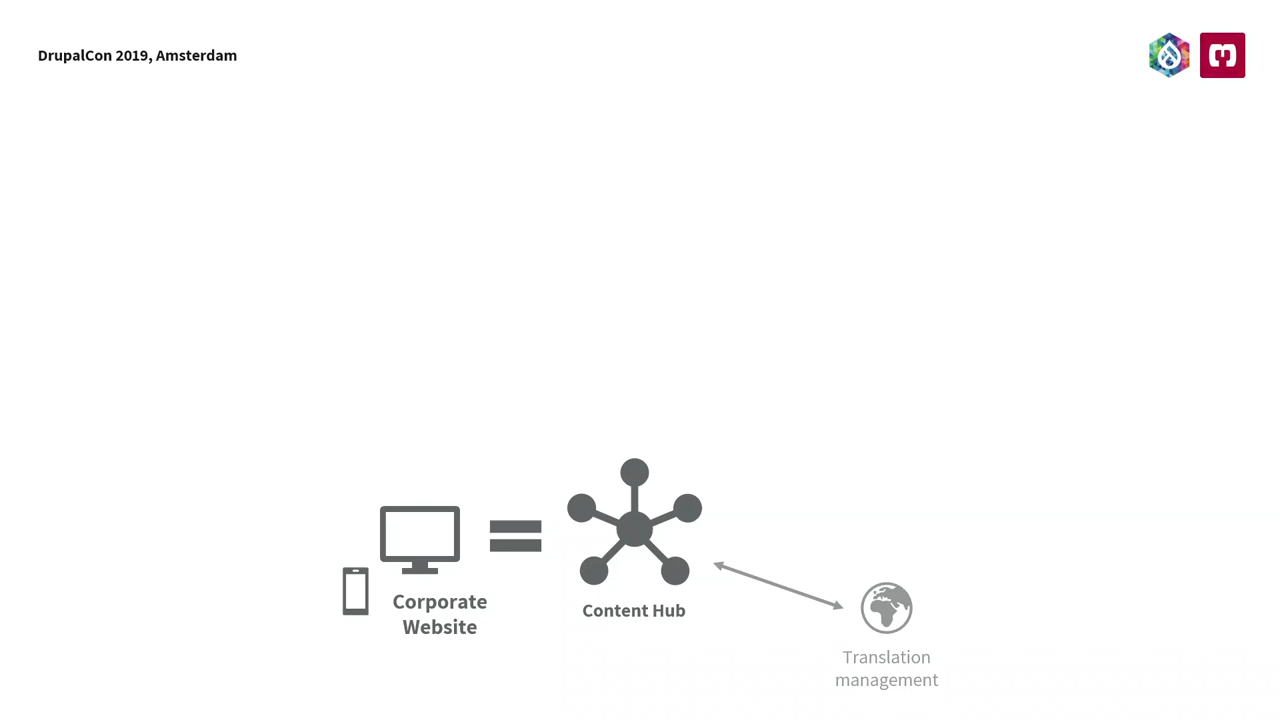 DrupalCon 2019, Amsterdam
Corporate
Website
Content Hub
Translation
management